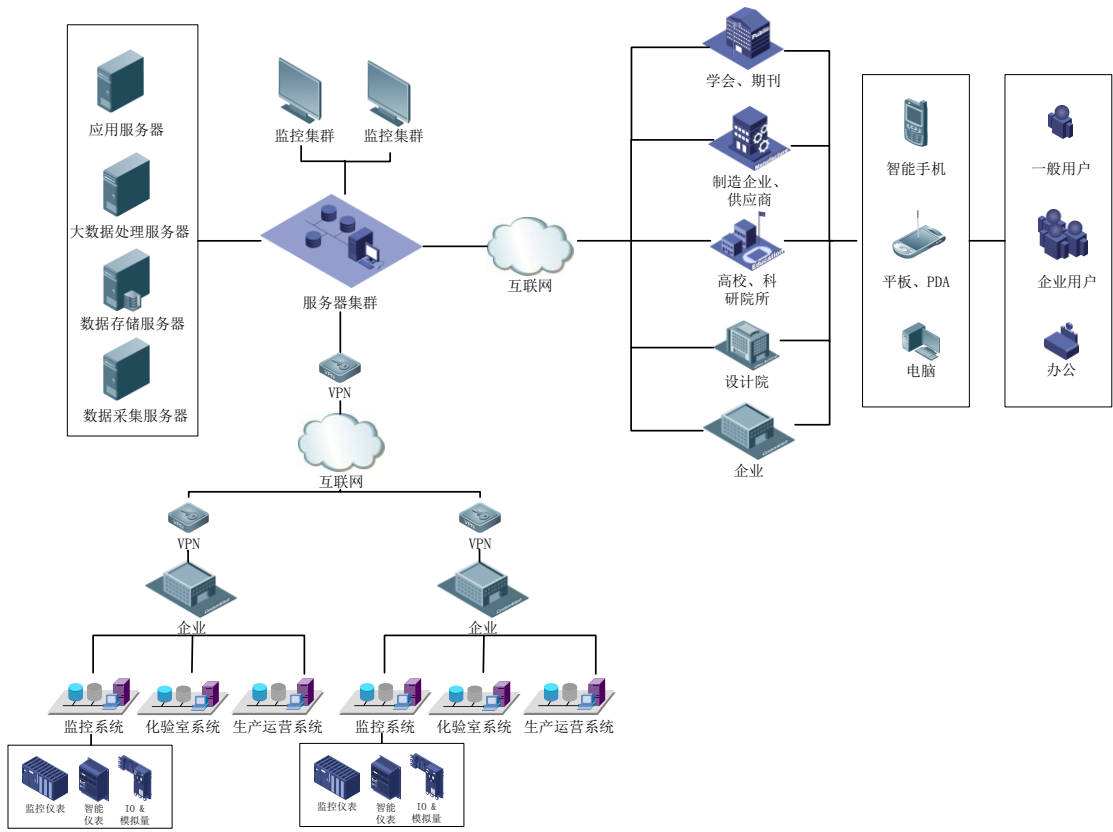 应用服务器
大数据处理服务器
数据存储服务器
数据采集服务器
监控集群
监控集群
服务器集群
互联网
VPN
互联网
Public
学会、期刊
制造企业、
供应商
Education
高校、科
研院所
设计院
企业
智能手机
平板、PDA
电脑
一般用户
企业用户
办公
VPN
VPN
VPN
VPN
企业
企业
监控系统
化验室系统
生产运营系统
监控系统
化验室系统
生产运营系统
监控仪表
智能
仪表
IO &
模拟量
监控仪表
智能
仪表
IO &
模拟量